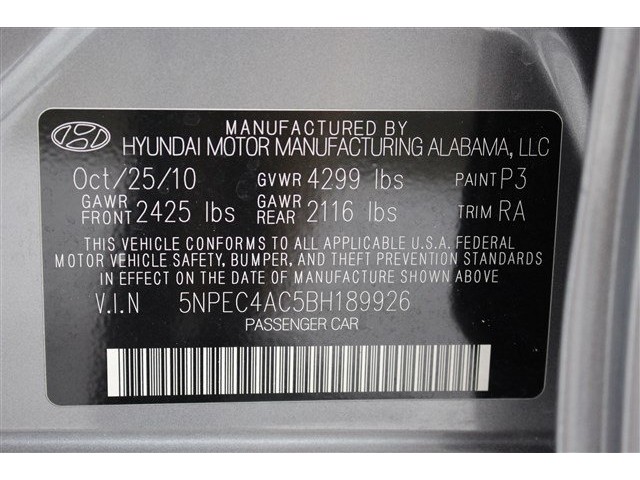 MANUFACTURED BY
HYUNDAI MOTOR MANUFACTURING ALABAMA, LLC
Oct/25/10 GVWR 4299 lbs PAINT P3
GAWR FRONT 2425 lbs GAWR REAR 2116 lbs TRIM RA
THIS VEHICLE CONFORMS TO ALL APPLICABLE U.S.A. FEDERAL
MOTOR VEHICLE SAFETY, BUMPER, AND THEFT PREVENTION STANDARDS
IN EFFECT ON THE DATE OF MANUFACTURE SHOWN ABOVE.
V.I.N 5NPEC4AC5BH189926
PASSENGER CAR